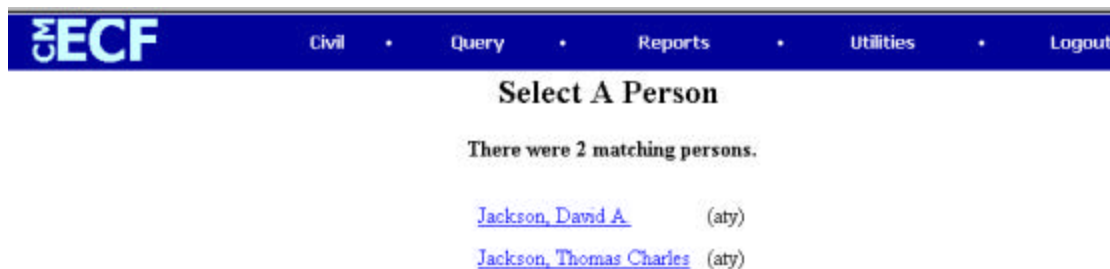 CM ECF Civil • Query • Reports • Utilities • Logout
Select A Person
There were 2 matching persons.
Jackson, David A. (aty)
Jackson, Thomas Charles (aty)